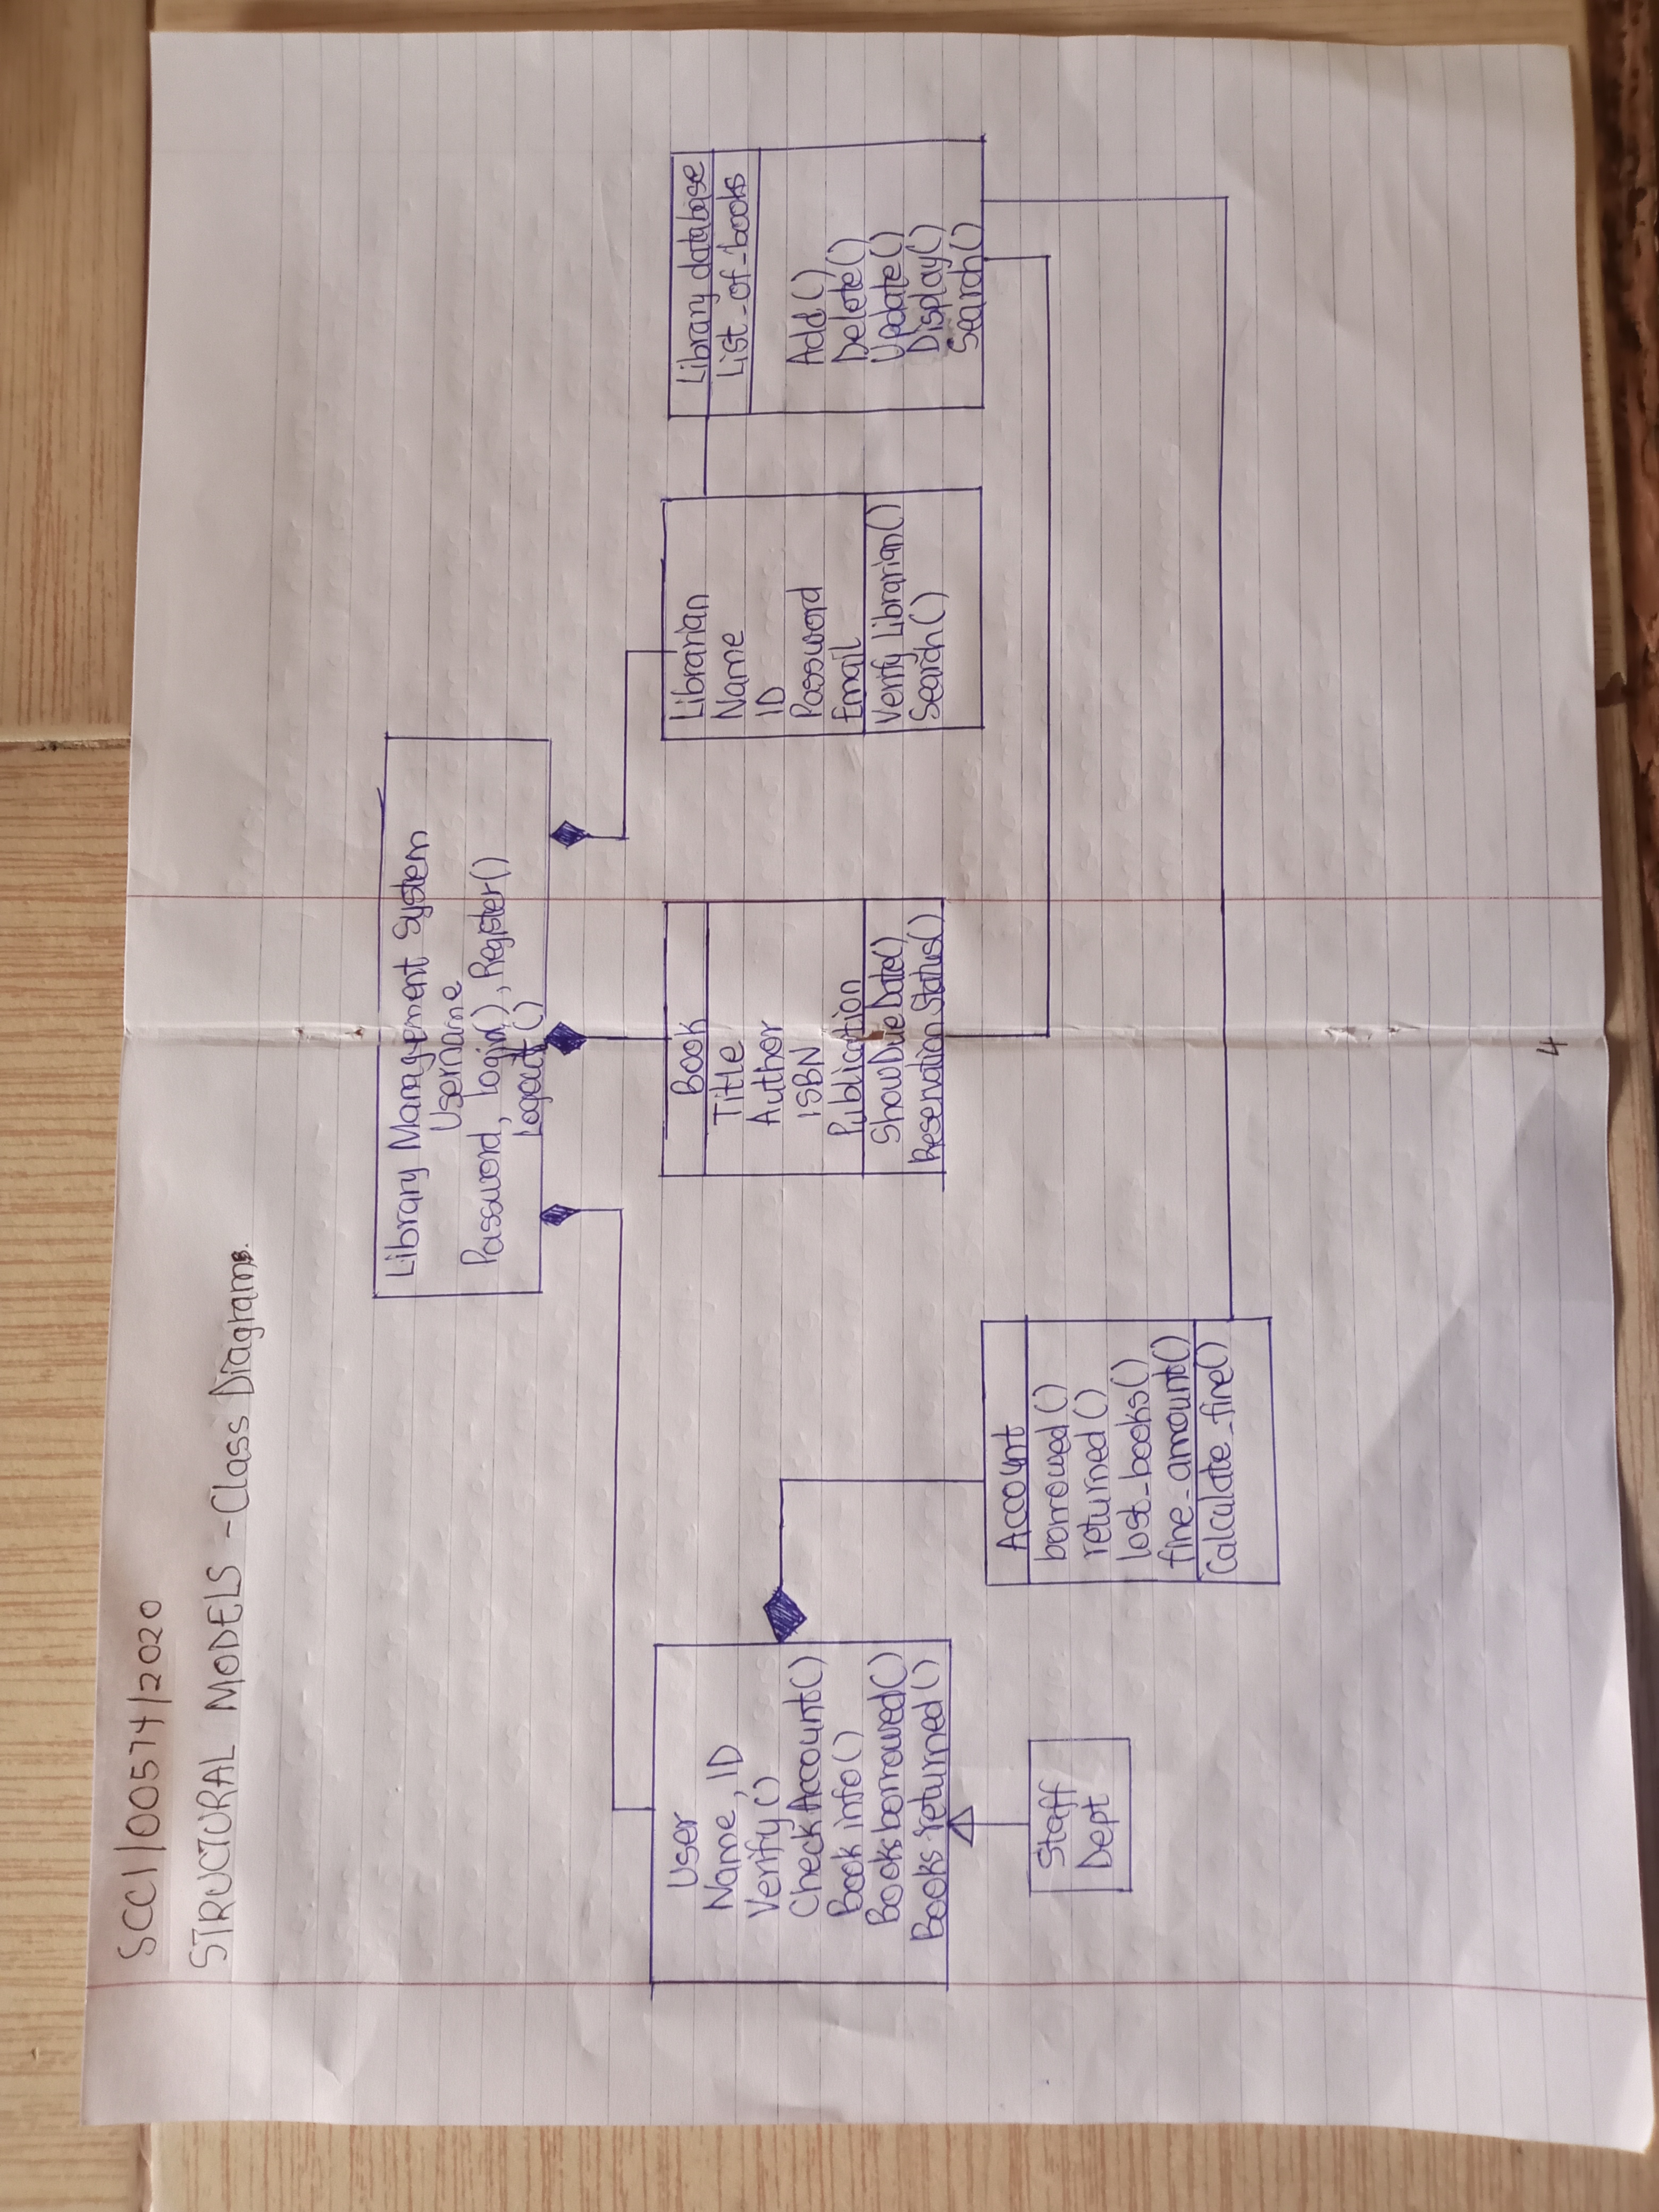 SCCI/00574/2020
STRUCTURAL MODELS - Class Diagrams.
Library Management System
Username
Password, login(), Register()
Logout()
User
Name, ID
Verify()
CheckAccount()
Book info()
Books borrowed()
Books returned()
Book
Title
Author
ISBN
Publication
ShowDueDate()
Reservation Status()
Librarian
Name
ID
Password
Email
Verify Librarian()
Search()
Library database
List_of_books
Add()
Delete()
Update()
Display()
Search()
Account
borrowed()
returned()
lost_books()
fine_amount()
Calculate_fine()
Staff
Dept
4